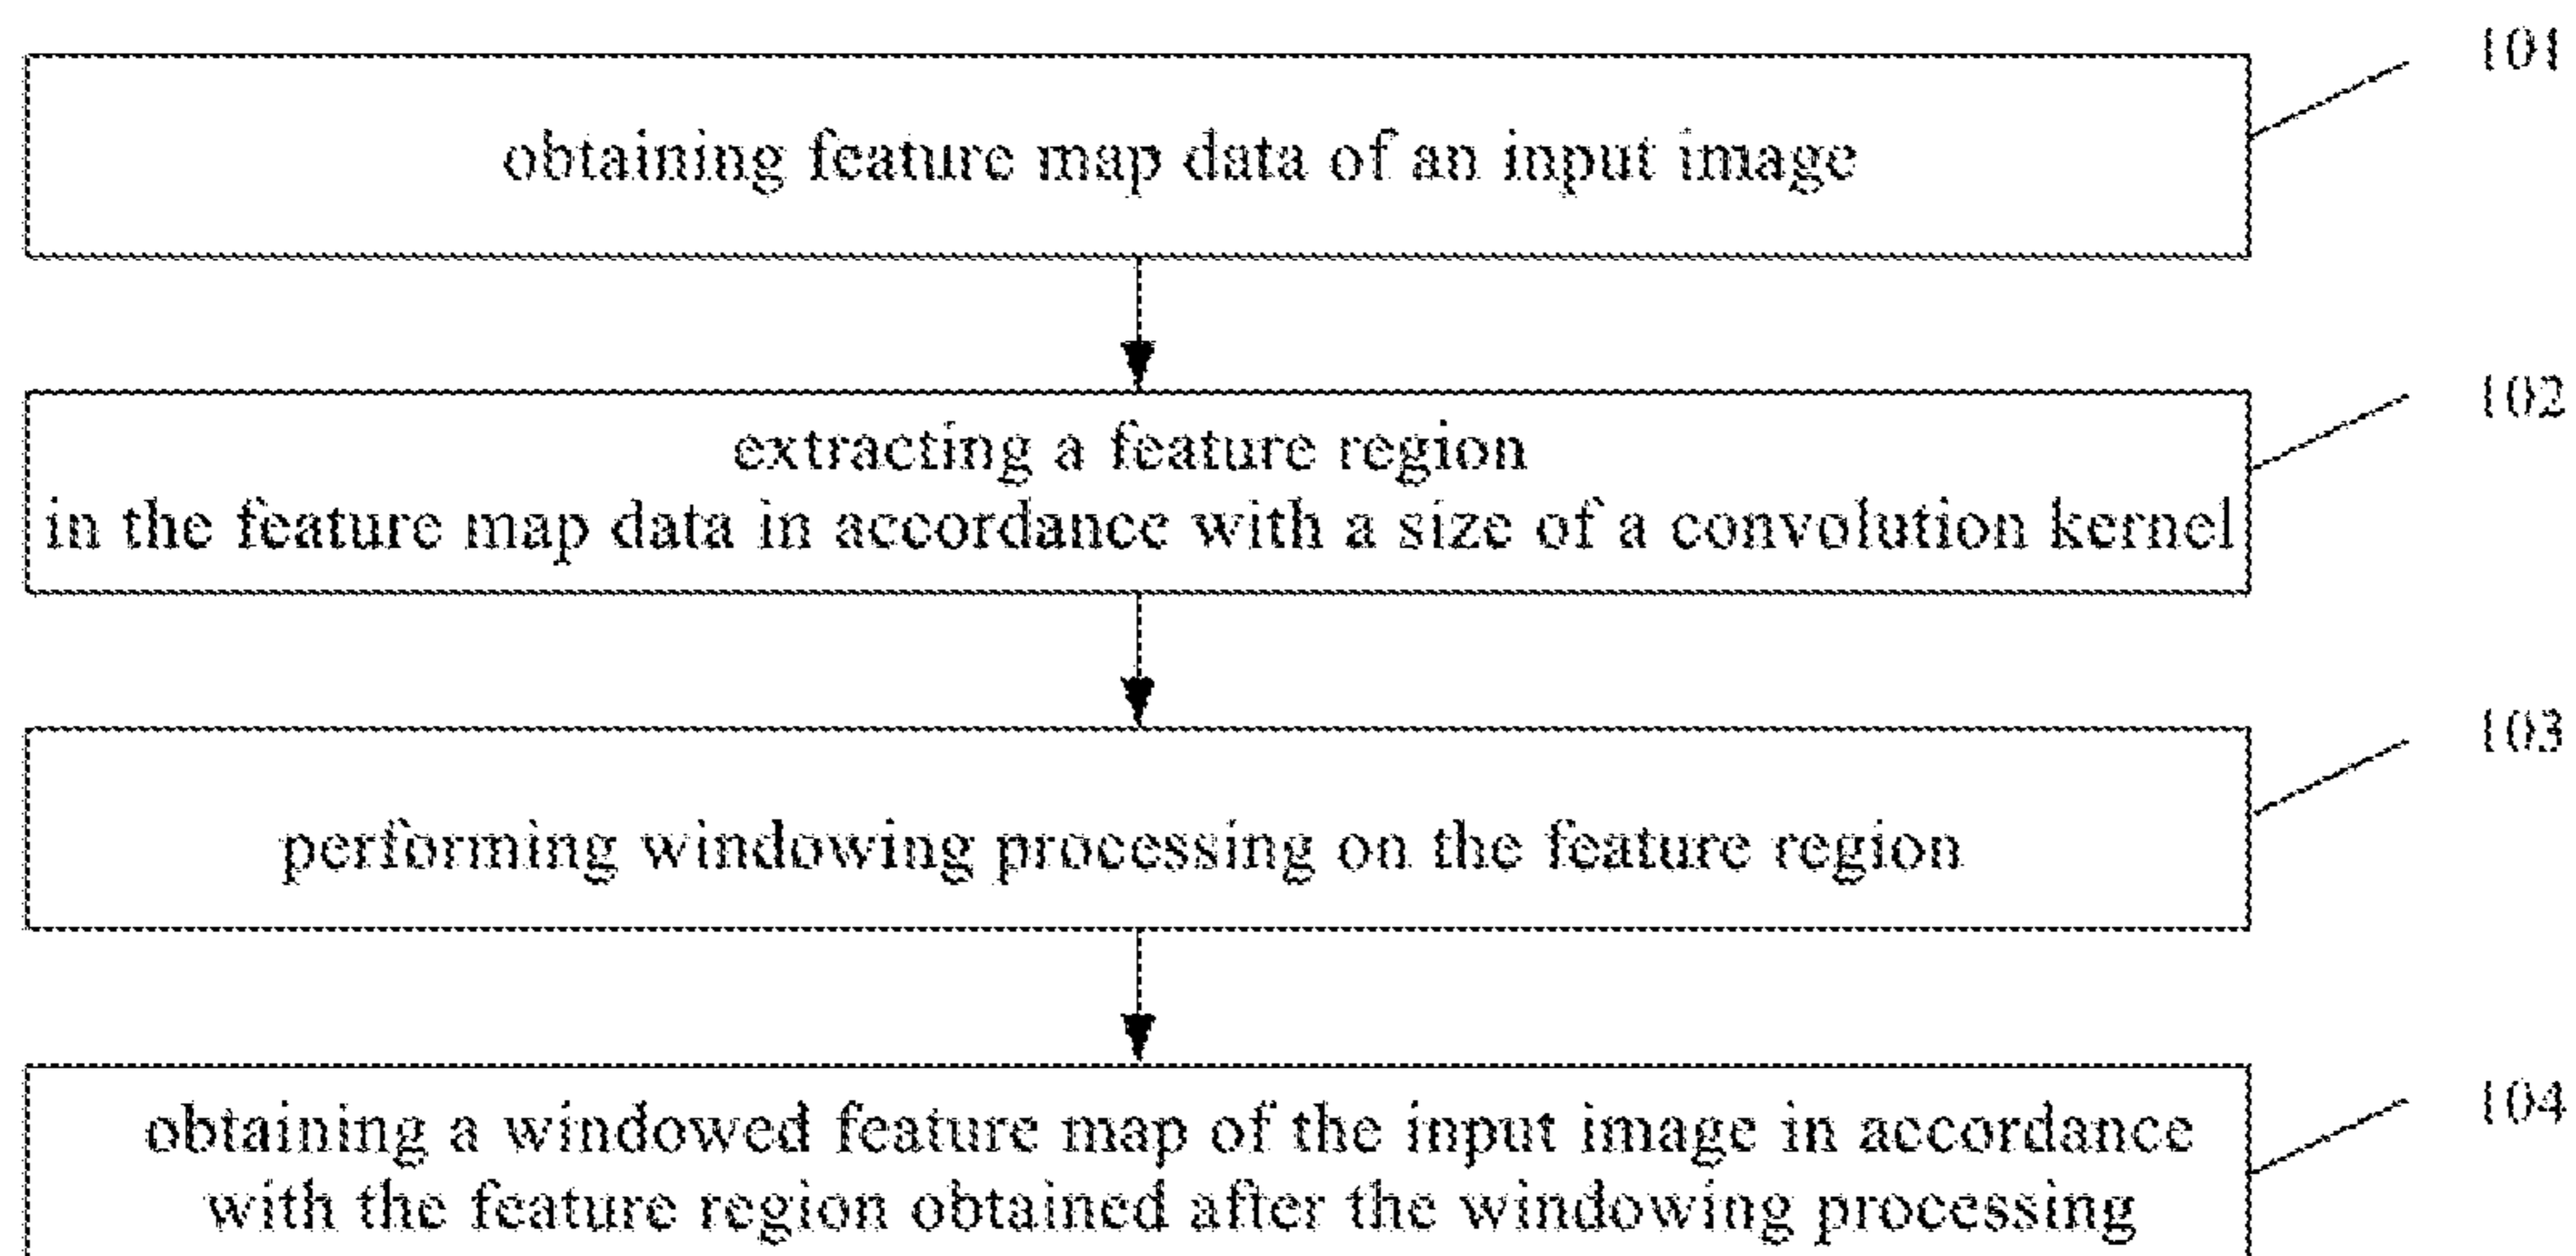 101
obtaining feature map data of an input image
102
extracting a feature region
in the feature map data in accordance with a size of a convolution kernel
103
performing windowing processing on the feature region
104
obtaining a windowed feature map of the input image in accordance
with the feature region obtained after the windowing processing